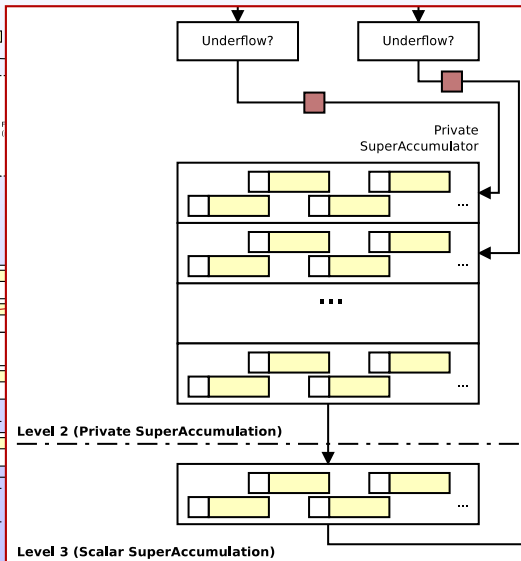 Underflow?
Underflow?
Private
SuperAccumulator
...
...
...
...
Level 2 (Private SuperAccumulation)
...
Level 3 (Scalar SuperAccumulation)